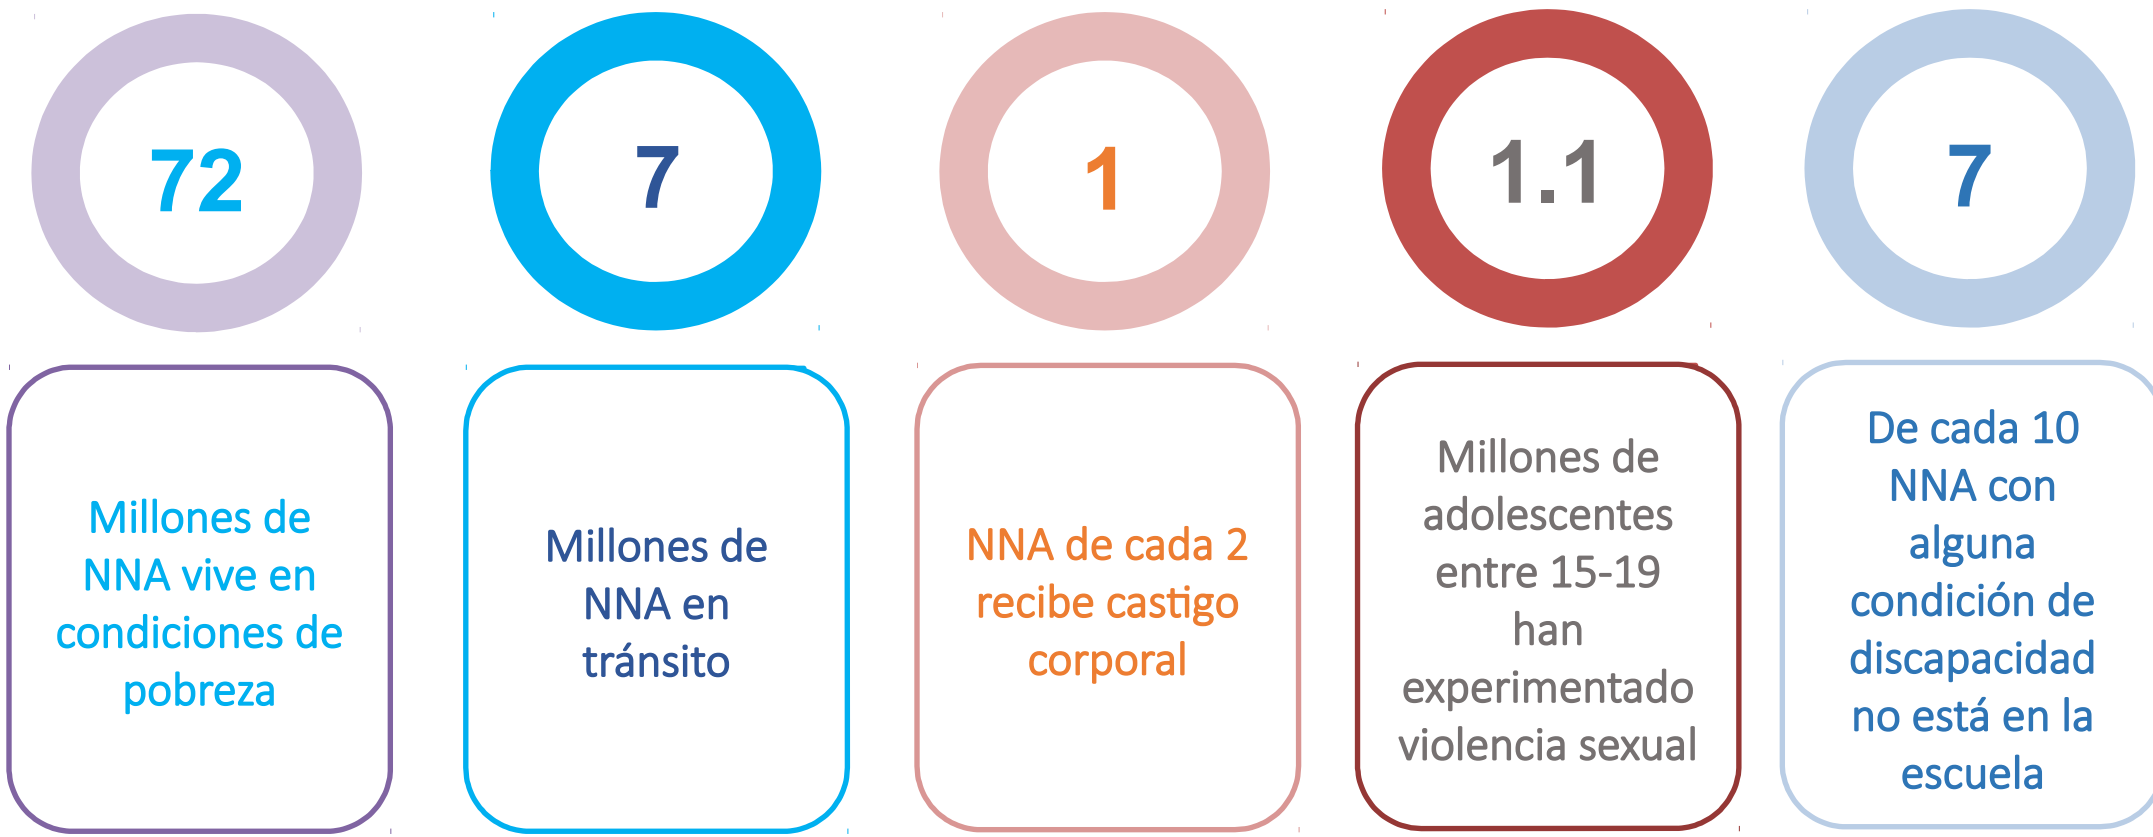 72
Millones de
NNA vive en
condiciones de
pobreza
7
Millones de
NNA en
tránsito
1
NNA de cada 2
recibe castigo
corporal
1.1
Millones de
adolescentes
entre 15-19
han
experimentado
violencia sexual
7
De cada 10
NNA con
alguna
condición de
discapacidad
no está en la
escuela